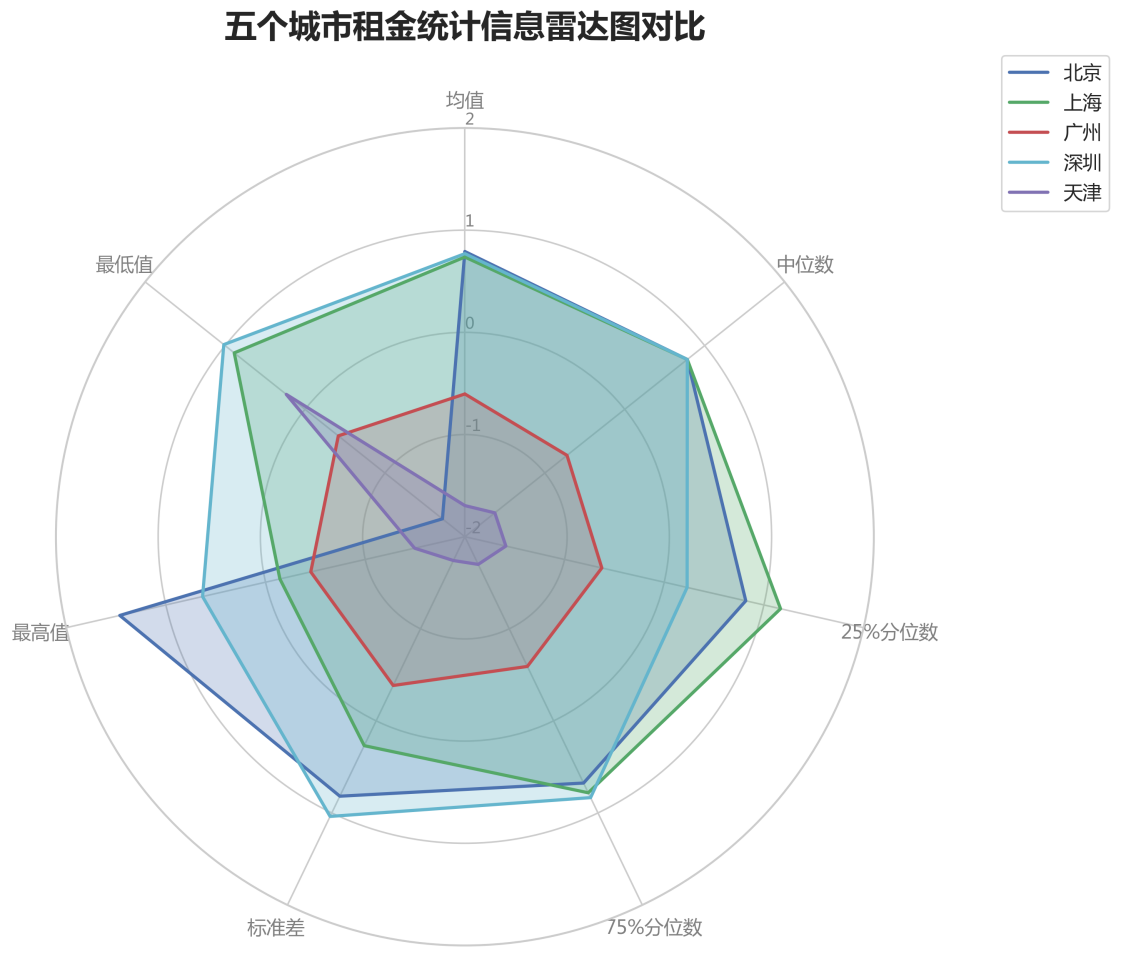 五个城市租金统计信息雷达图对比
北京
上海
广州
深圳
天津
均值
2
1
0
-1
-2
最低值
中位数
最高值
25%分位数
标准差
75%分位数